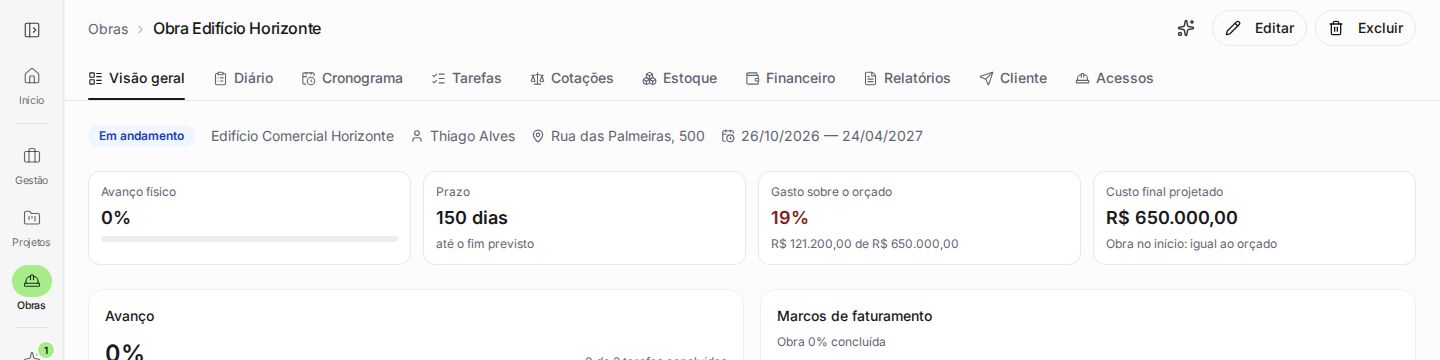 Obras > Obra Edifício Horizonte
Editar
Excluir
Início
Gestão
Projetos
Obras
1
Visão geral
Diário
Cronograma
Tarefas
Cotações
Estoque
Financeiro
Relatórios
Cliente
Acessos
Em andamento
Edifício Comercial Horizonte
Thiago Alves
Rua das Palmeiras, 500
26/10/2026 — 24/04/2027
Avanço físico
0%
Prazo
150 dias
até o fim previsto
Gasto sobre o orçado
19%
R$ 121.200,00 de R$ 650.000,00
Custo final projetado
R$ 650.000,00
Obra no início: igual ao orçado
Avanço
0%
Marcos de faturamento
Obra 0% concluída